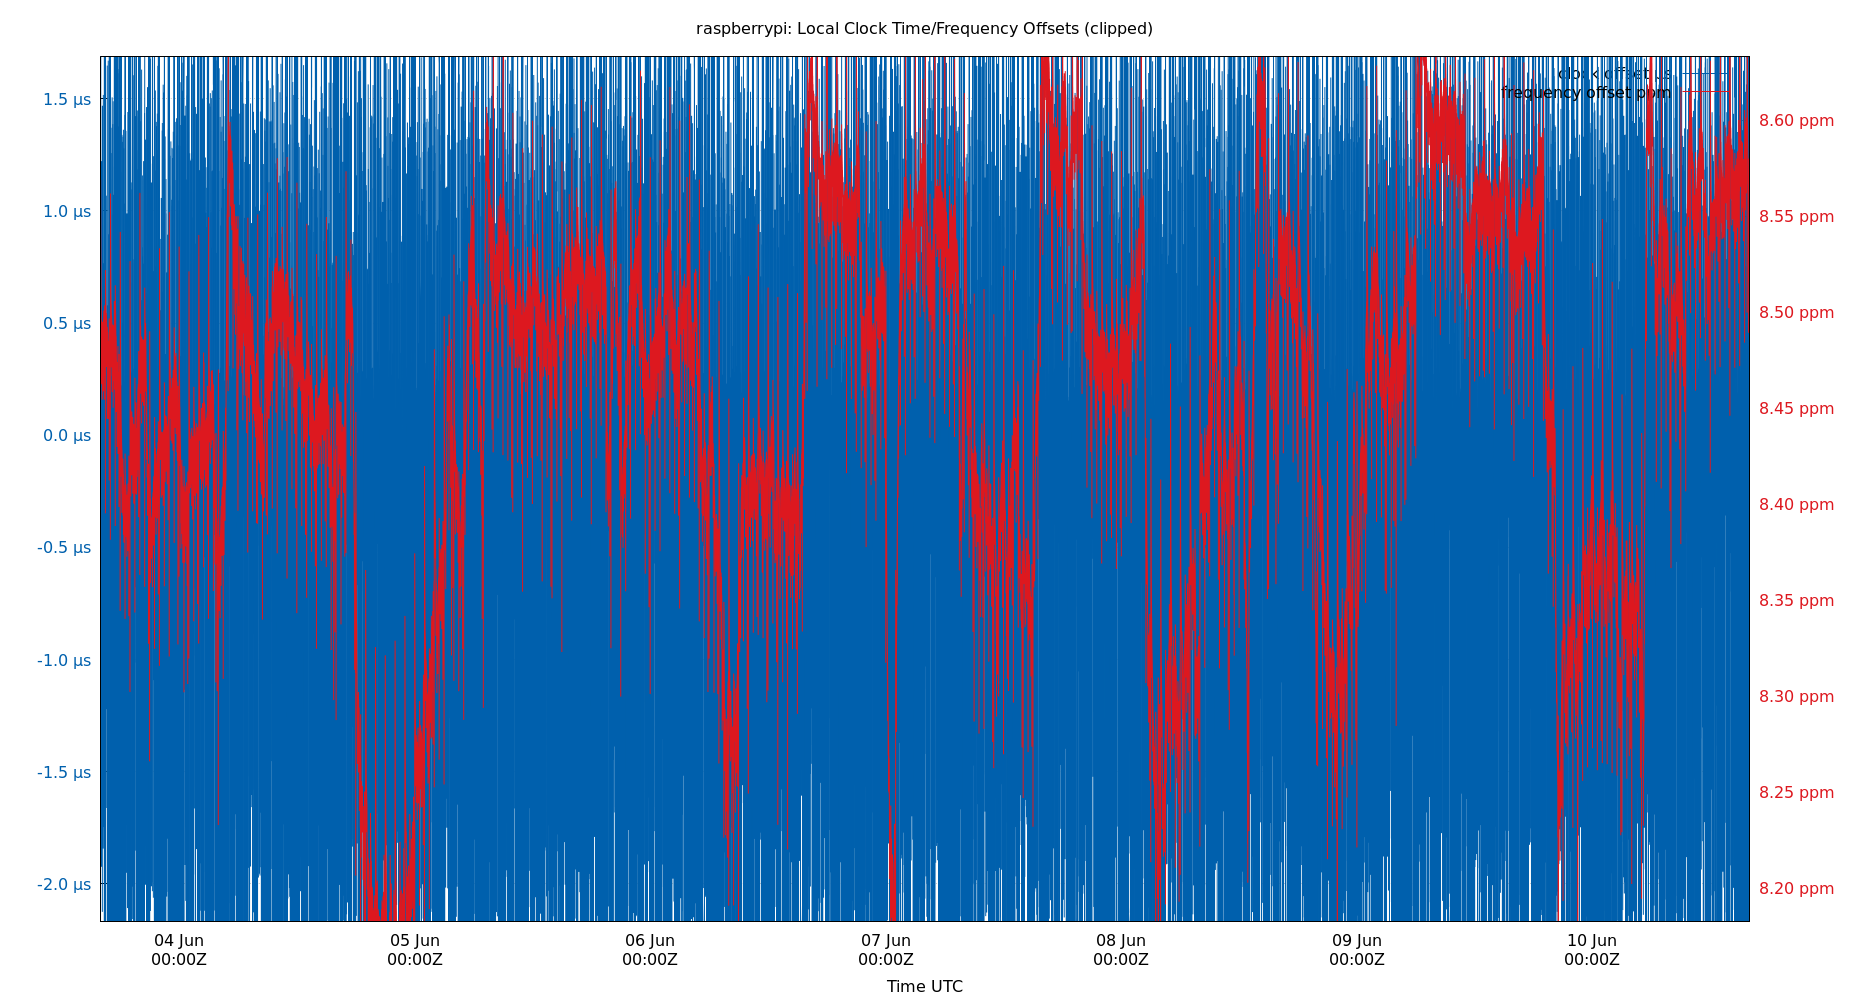 raspberrypi: Local Clock Time/Frequency Offsets (clipped)
clock offset µs
frequency offset ppm
1.5 µs
1.0 µs
0.5 µs
0.0 µs
-0.5 µs
-1.0 µs
-1.5 µs
-2.0 µs
8.60 ppm
8.55 ppm
8.50 ppm
8.45 ppm
8.40 ppm
8.35 ppm
8.30 ppm
8.25 ppm
8.20 ppm
04 Jun
00:00Z
05 Jun
00:00Z
06 Jun
00:00Z
07 Jun
00:00Z
08 Jun
00:00Z
09 Jun
00:00Z
10 Jun
00:00Z
Time UTC